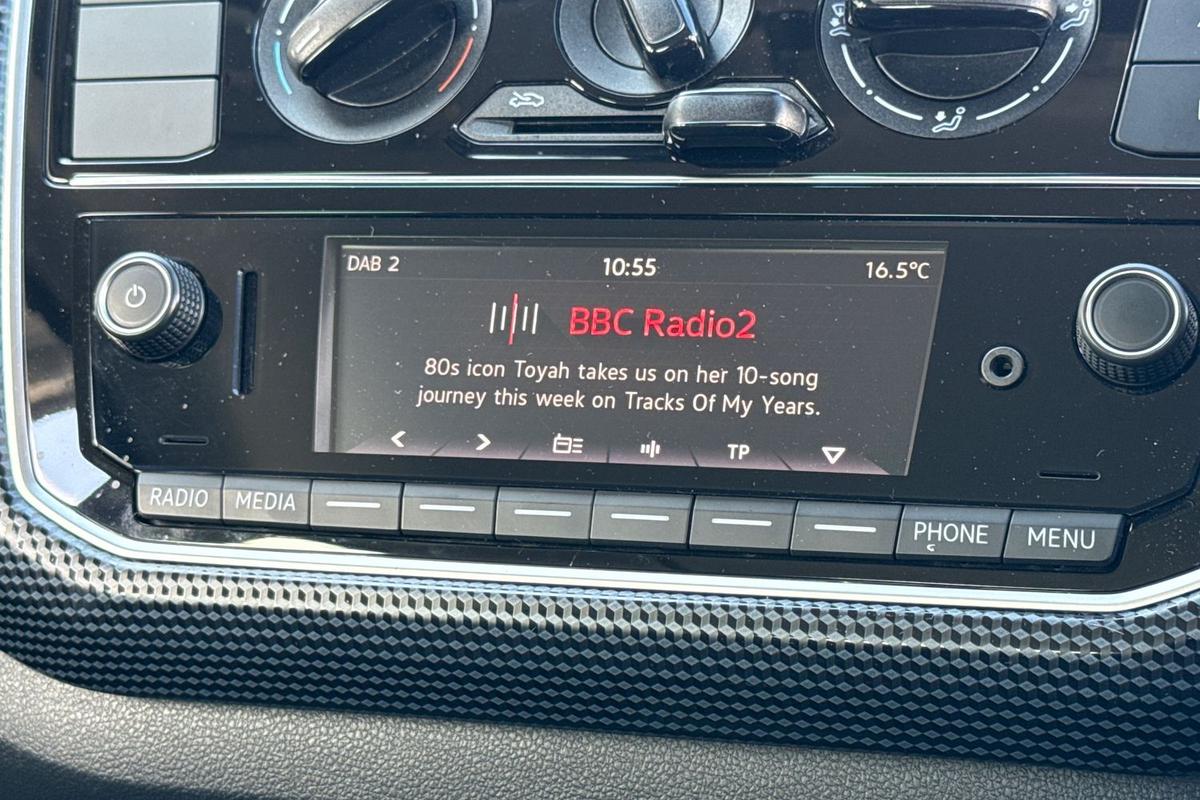 DAB 2 10:55 16.5°C
BBC Radio2
80s icon Toyah takes us on her 10-song
journey this week on Tracks Of My Years.
TP
RADIO MEDIA PHONE MENU